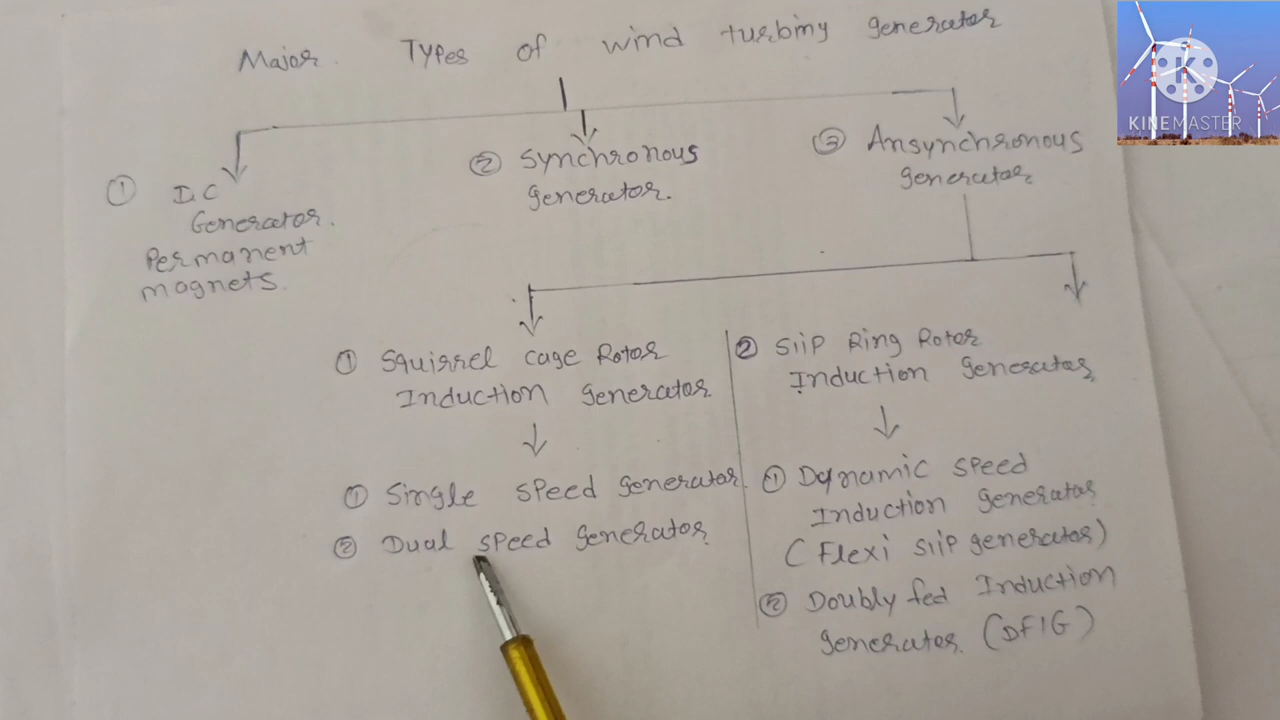 Major. Types of wind turbiny generator
① I.C
Generator.
Permanent
magnets.
② Synchronous
generator.
③ Ansynchronous
generator
① Squirrel cage Rotor
Induction generator
① Single speed generator.
② Dual speed generator
② Slip Ring Rotor
Induction generator
① Dynamic speed
Induction generator
(Flexi slip generator)
② Doubly fed Induction
generator. (DFIG)
K
KINEMASTER